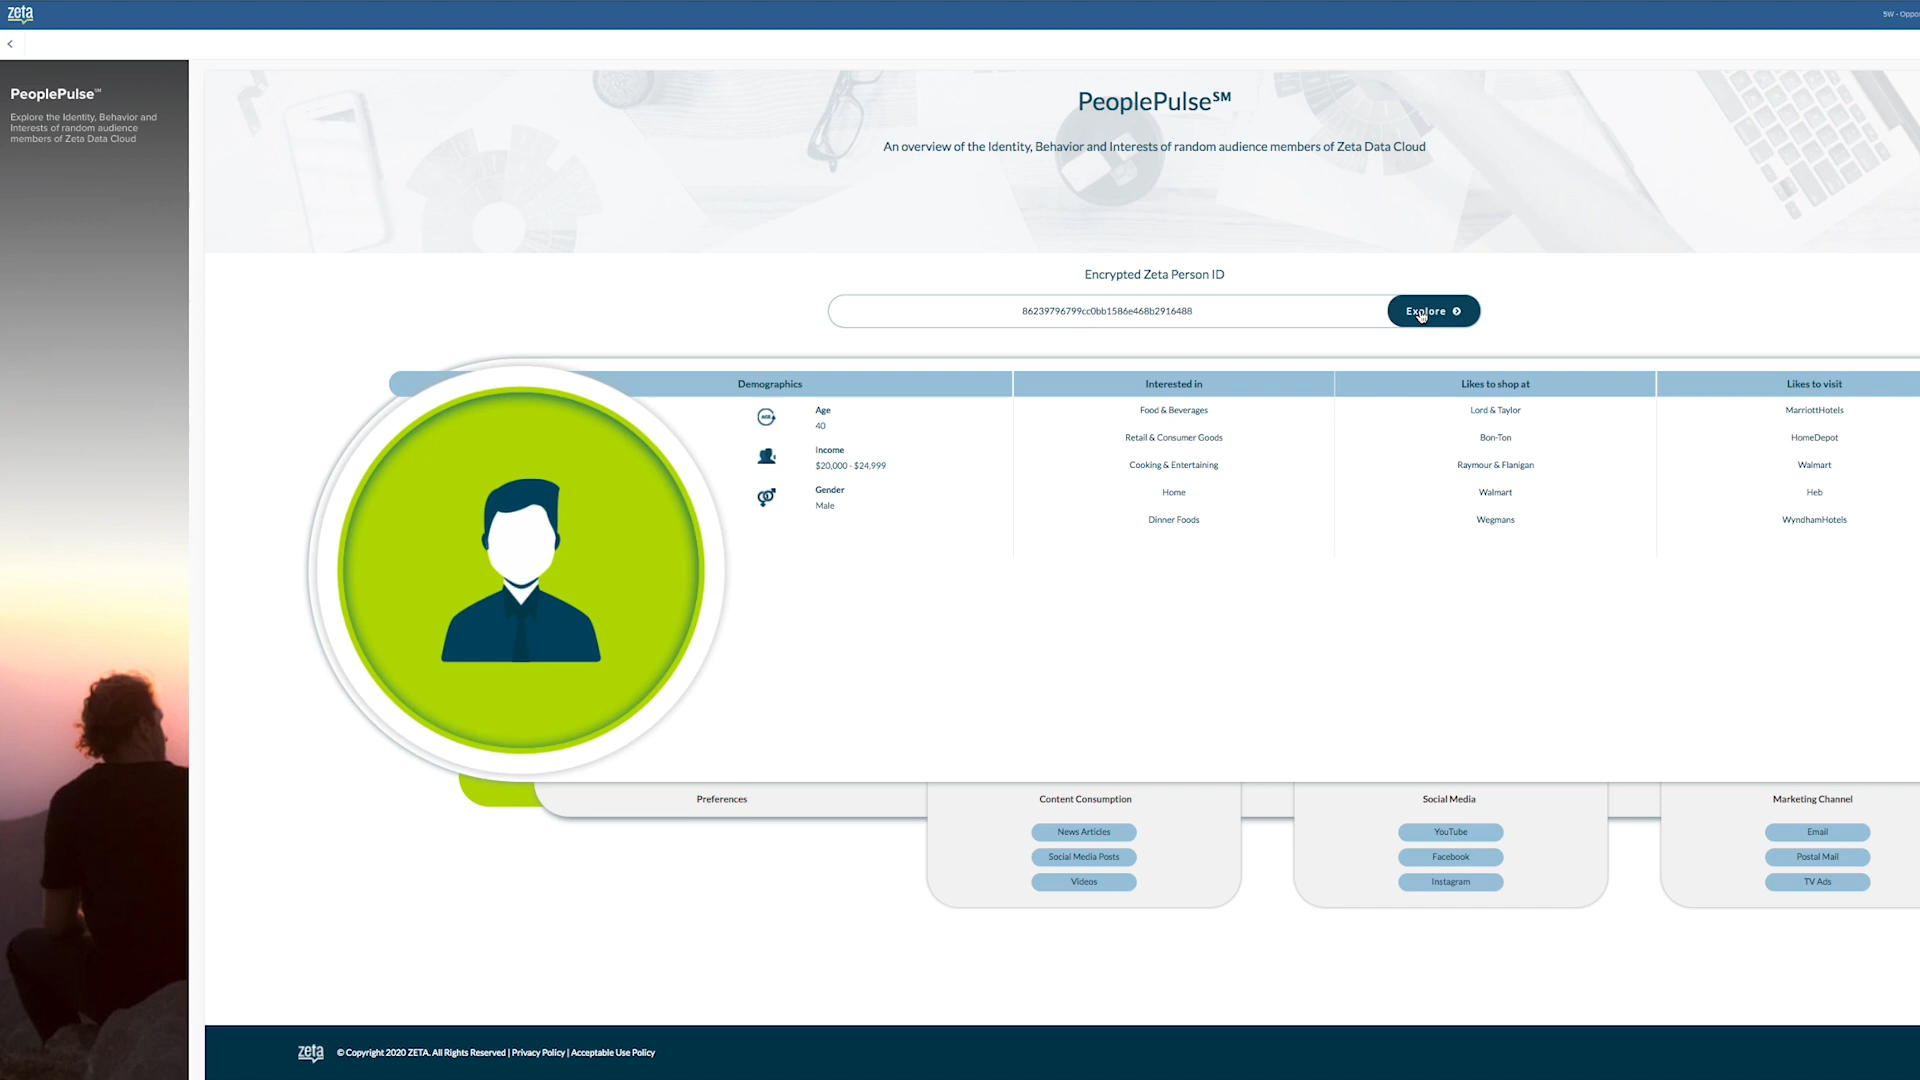 zeta
5W - Oppo
PeoplePulse℠
Explore the Identity, Behavior and
Interests of random audience
members of Zeta Data Cloud
PeoplePulse℠
An overview of the Identity, Behavior and Interests of random audience members of Zeta Data Cloud
Encrypted Zeta Person ID
86239796799cc0bb1586e468b2916488
Explore
Demographics
AGE
Age
40
Income
$20,000 - $24,999
Gender
Male
Interested in
Food & Beverages
Retail & Consumer Goods
Cooking & Entertaining
Home
Dinner Foods
Likes to shop at
Lord & Taylor
Bon-Ton
Raymour & Flanigan
Walmart
Wegmans
Likes to visit
MarriottHotels
HomeDepot
Walmart
Heb
WyndhamHotels
Preferences
Content Consumption
News Articles
Social Media Posts
Videos
Social Media
YouTube
Facebook
Instagram
Marketing Channel
Email
Postal Mail
TV Ads
zeta
© Copyright 2020 ZETA. All Rights Reserved | Privacy Policy | Acceptable Use Policy